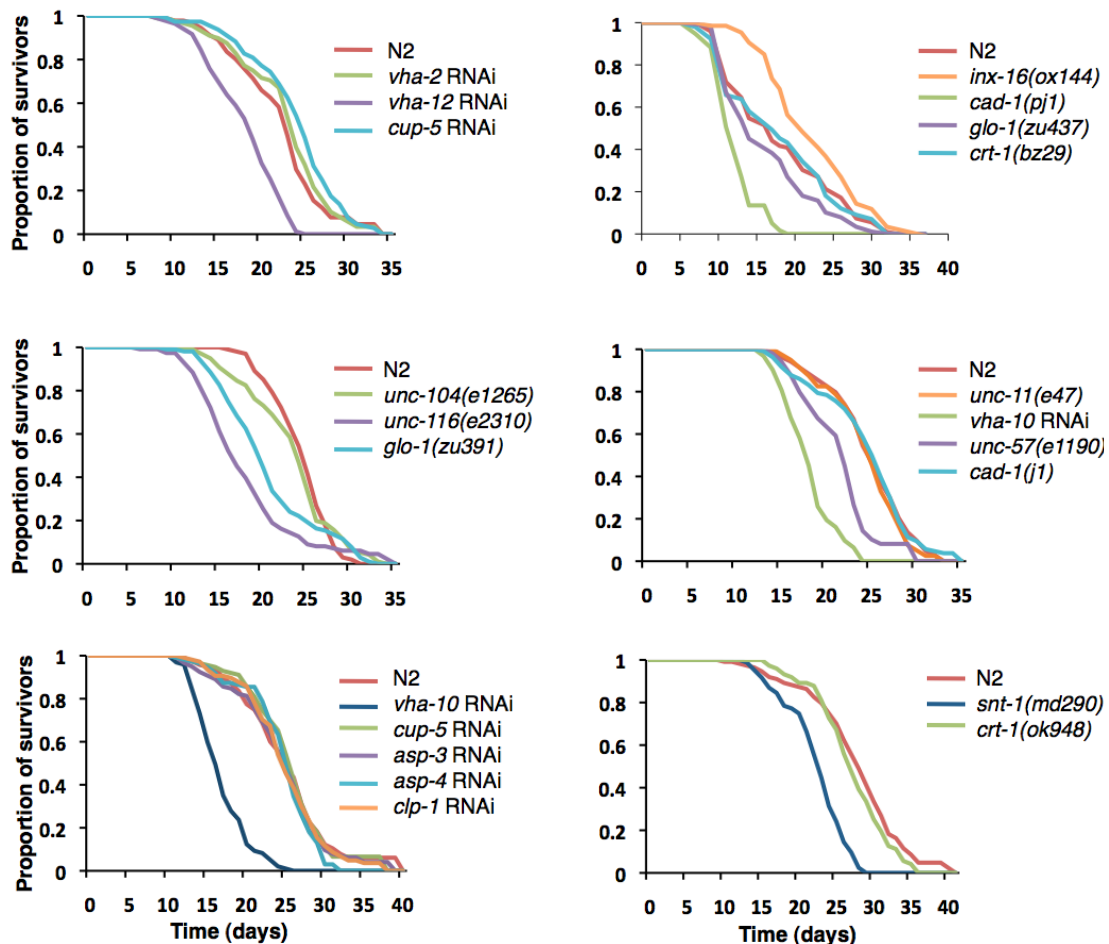 Proportion of survivors
1
0.8
0.6
0.4
0.2
0
0 5 10 15 20 25 30 35
N2
vha-2 RNAi
vha-12 RNAi
cup-5 RNAi
1
0.8
0.6
0.4
0.2
0
0 5 10 15 20 25 30 35 40
N2
inx-16(ox144)
cad-1(pj1)
glo-1(zu437)
crt-1(bz29)
Proportion of survivors
1
0.8
0.6
0.4
0.2
0
0 5 10 15 20 25 30 35
N2
unc-104(e1265)
unc-116(e2310)
glo-1(zu391)
1
0.8
0.6
0.4
0.2
0
0 5 10 15 20 25 30 35
N2
unc-11(e47)
vha-10 RNAi
unc-57(e1190)
cad-1(j1)
Proportion of survivors
1
0.8
0.6
0.4
0.2
0
0 5 10 15 20 25 30 35 40
Time (days)
N2
vha-10 RNAi
cup-5 RNAi
asp-3 RNAi
asp-4 RNAi
clp-1 RNAi
1
0.8
0.6
0.4
0.2
0
0 5 10 15 20 25 30 35 40
Time (days)
N2
snt-1(md290)
crt-1(ok948)